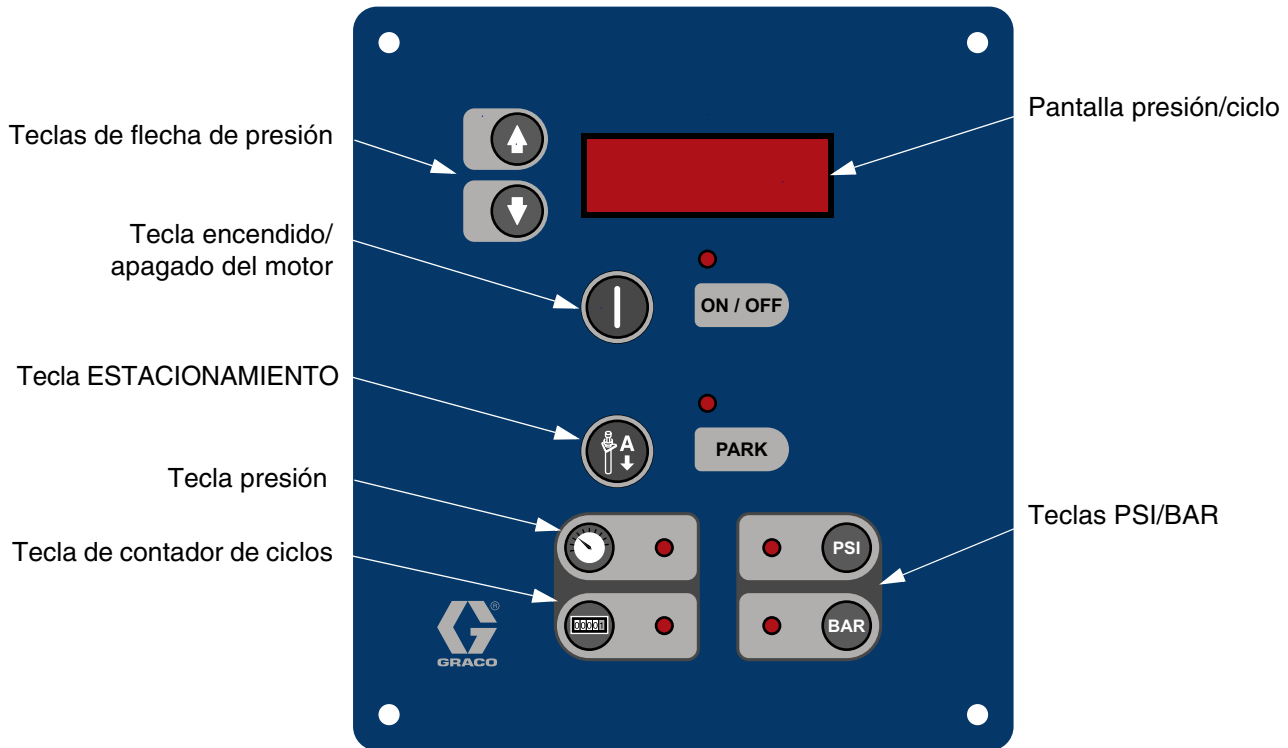 Teclas de flecha de presión
Pantalla presión/ciclo
Tecla encendido/
apagado del motor
ON / OFF
Tecla ESTACIONAMIENTO
A
PARK
Tecla presión
PSI
Teclas PSI/BAR
Tecla de contador de ciclos
00001
BAR
®
GRACO